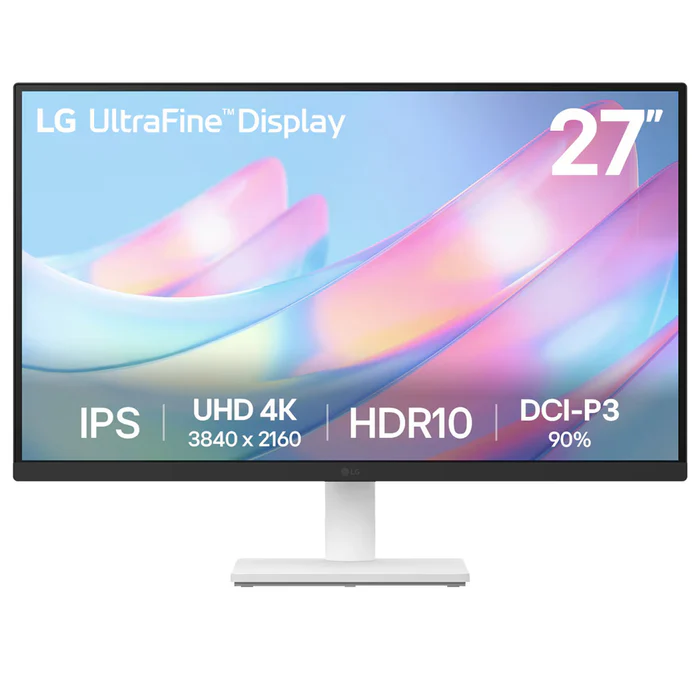 LG UltraFine™ Display
27"
IPS
UHD 4K
3840 x 2160
HDR10
DCI-P3
90%
LG